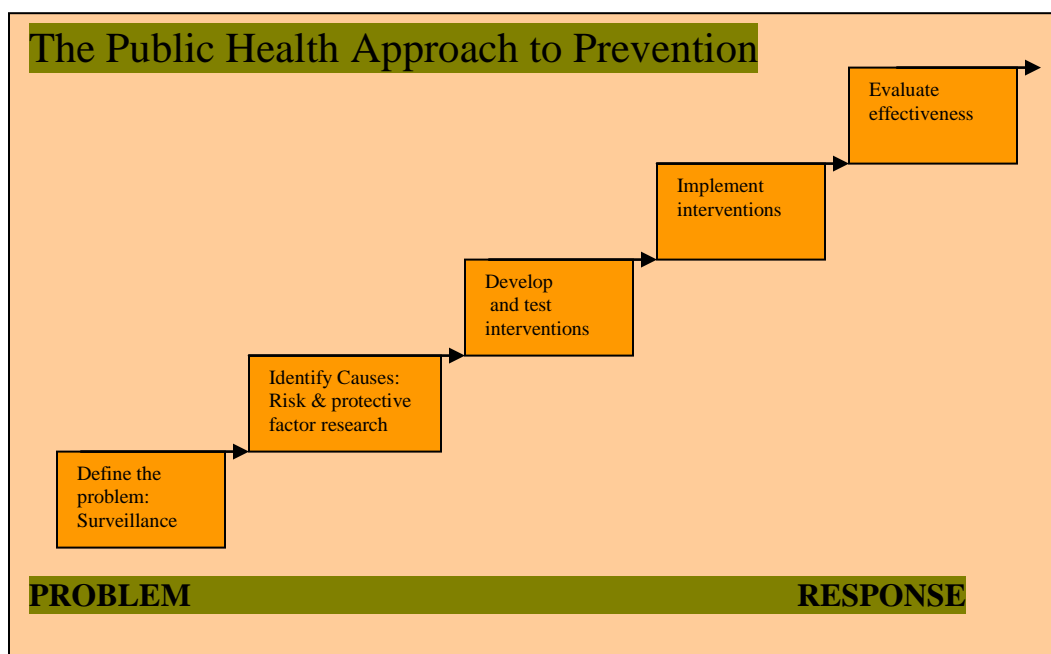 The Public Health Approach to Prevention
Evaluate
effectiveness
Implement
interventions
Develop
and test
interventions
Identify Causes:
Risk & protective
factor research
Define the
problem:
Surveillance
PROBLEM RESPONSE